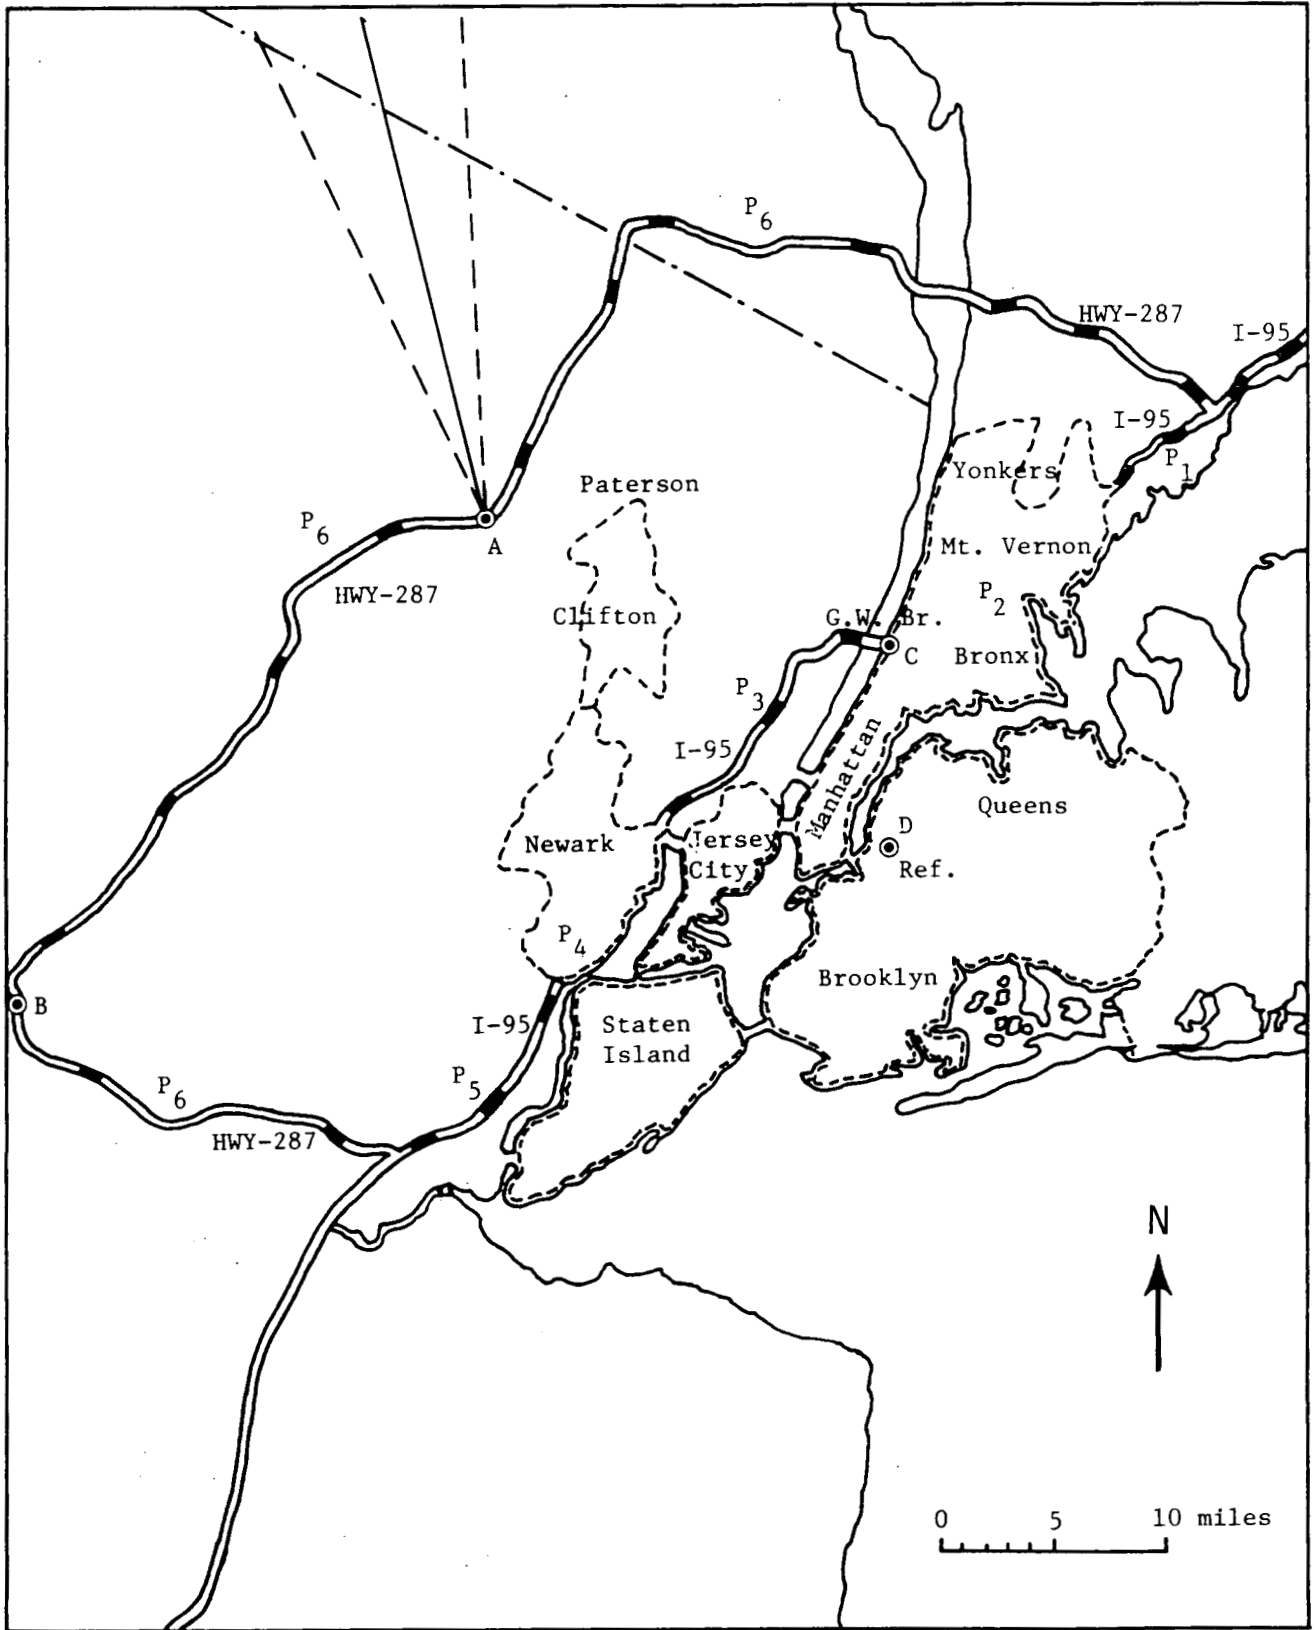 P6
HWY-287
I-95
I-95
P1
Yonkers
Paterson
P6
A
Mt. Vernon
HWY-287
P2
Clifton
G.W. Br.
C
Bronx
P3
I-95
Manhattan
Queens
D
Newark
Jersey
City
Ref.
P4
Brooklyn
B
I-95
Staten
Island
P5
P6
HWY-287
N
0 5 10 miles